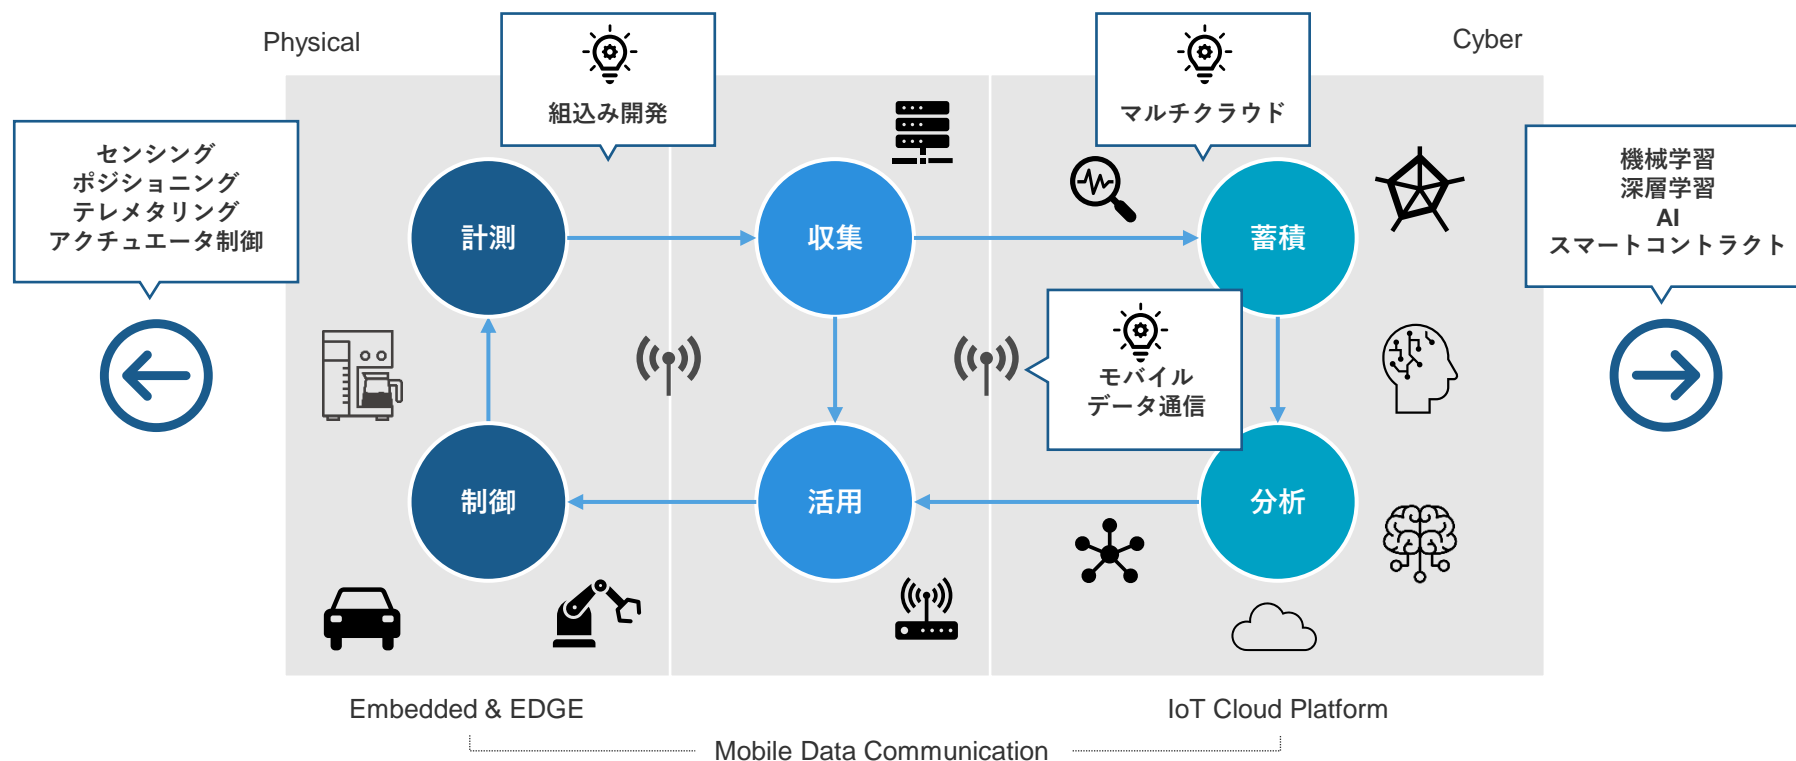 Physical
Cyber
組込み開発
マルチクラウド
センシング
ポジショニング
テレメタリング
アクチュエータ制御
機械学習
深層学習
AI
スマートコントラクト
計測
収集
蓄積
モバイル
データ通信
制御
活用
分析
Embedded & EDGE
IoT Cloud Platform
Mobile Data Communication